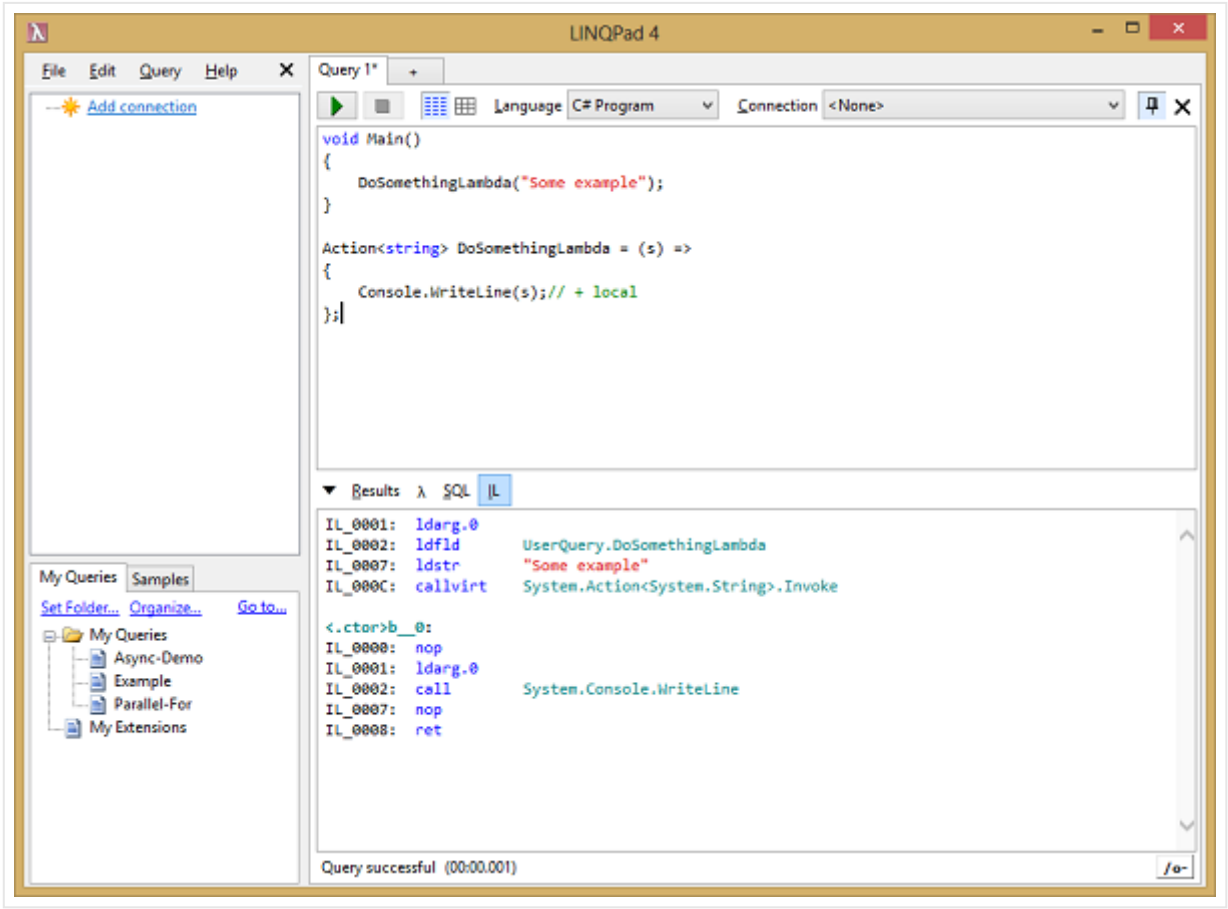 LINQPad 4
File Edit Query Help
Add connection
Query 1* +
Language C# Program Connection <None>
void Main()
{
    DoSomethingLambda("Some example");
}
Action<string> DoSomethingLambda = (s) =>
{
    Console.WriteLine(s);// + local
};
Results λ SQL IL
IL_0001: ldarg.0
IL_0002: ldfld UserQuery.DoSomethingLambda
IL_0007: ldstr "Some example"
IL_000C: callvirt System.Action<System.String>.Invoke
<.ctor>b__0:
IL_0000: nop
IL_0001: ldarg.0
IL_0002: call System.Console.WriteLine
IL_0007: nop
IL_0008: ret
My Queries Samples
Set Folder... Organize... Go to...
My Queries
Async-Demo
Example
Parallel-For
My Extensions
Query successful (00:00.001)
/o-